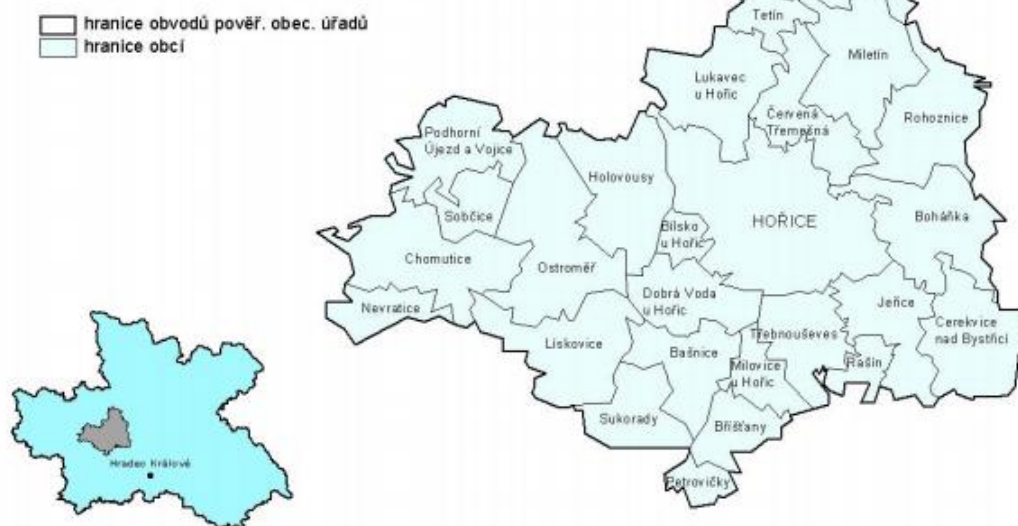 hranice obvodů pověř. obec. úřadů
hranice obcí
Tetín
Miletín
Lukavec
u Hořic
Červená
Třemešná
Rohoznice
Podhorní
Újezd a Vojice
Holovousy
Sobčice
Bílsko
u Hořic
HOŘICE
Boháňka
Chomutice
Ostroměř
Dobrá Voda
u Hořic
Jeřice
Nevratice
Třebnouševes
Cerekvice
nad Bystřicí
Lískovice
Bašnice
Milovice
u Hořic
Rašín
Sukorady
Bříšťany
Petrovičky
Hradec Králové